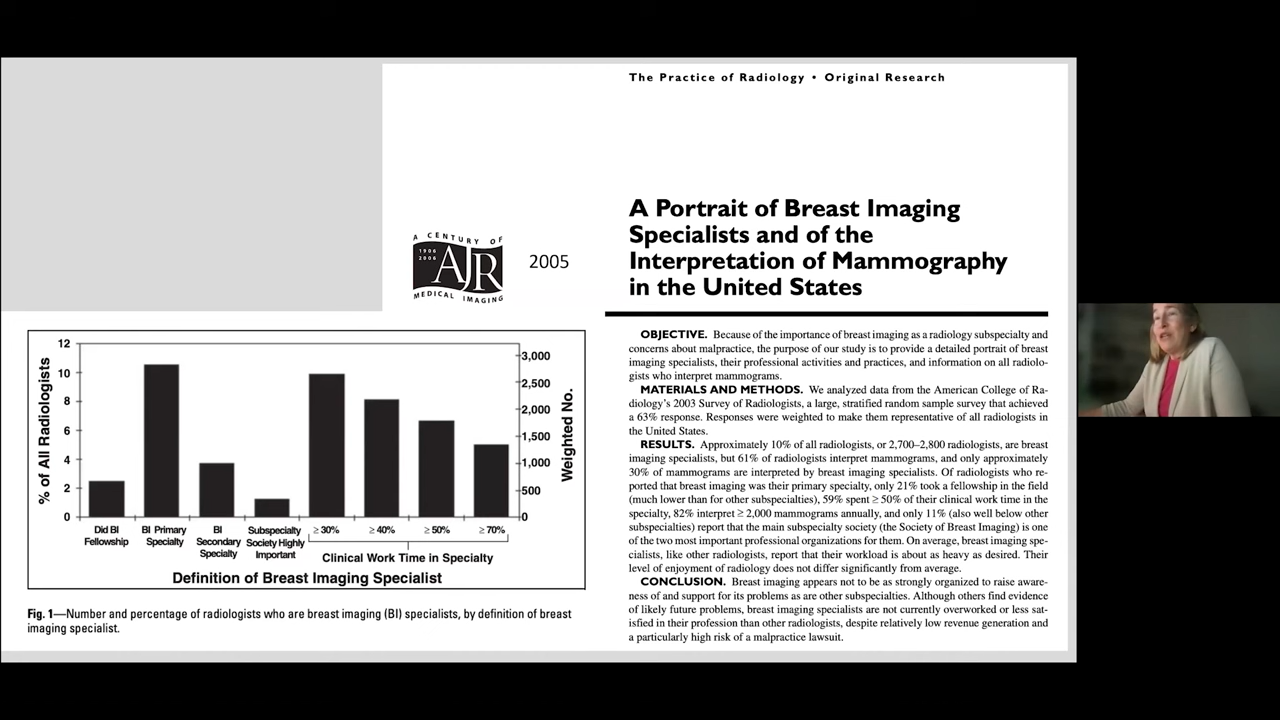 The Practice of Radiology • Original Research
A Portrait of Breast Imaging
Specialists and of the
Interpretation of Mammography
in the United States
A CENTURY OF
1906
2006
AJR
MEDICAL IMAGING
2005
OBJECTIVE. Because of the importance of breast imaging as a radiology subspecialty and
concerns about malpractice, the purpose of our study is to provide a detailed portrait of breast
imaging specialists, their professional activities and practices, and information on all radiolo-
gists who interpret mammograms.
MATERIALS AND METHODS. We analyzed data from the American College of Ra-
diology's 2003 Survey of Radiologists, a large, stratified random sample survey that achieved
a 63% response. Responses were weighted to make them representative of all radiologists in
the United States.
RESULTS. Approximately 10% of all radiologists, or 2,700–2,800 radiologists, are breast
imaging specialists, but 61% of radiologists interpret mammograms, and only approximately
30% of mammograms are interpreted by breast imaging specialists. Of radiologists who re-
ported that breast imaging was their primary specialty, only 21% took a fellowship in the field
(much lower than for other subspecialties), 59% spent ≥ 50% of their clinical work time in the
specialty, 82% interpret ≥ 2,000 mammograms annually, and only 11% (also well below other
subspecialties) report that the main subspecialty society (the Society of Breast Imaging) is one
of the two most important professional organizations for them. On average, breast imaging spe-
cialists, like other radiologists, report that their workload is about as heavy as desired. Their
level of enjoyment of radiology does not differ significantly from average.
CONCLUSION. Breast imaging appears not to be as strongly organized to raise aware-
ness of and support for its problems as are other subspecialties. Although others find evidence
of likely future problems, breast imaging specialists are not currently overworked or less sat-
isfied in their profession than other radiologists, despite relatively low revenue generation and
a particularly high risk of a malpractice lawsuit.
% of All Radiologists
12
10
8
6
4
2
0
3,000
2,500
2,000
1,500
1,000
500
0
Weighted No.
Did BI
Fellowship
BI Primary
Specialty
BI
Secondary
Specialty
Subspecialty
Society Highly
Important
≥ 30%
≥ 40%
≥ 50%
≥ 70%
Clinical Work Time in Specialty
Definition of Breast Imaging Specialist
Fig. 1—Number and percentage of radiologists who are breast imaging (BI) specialists, by definition of breast
imaging specialist.